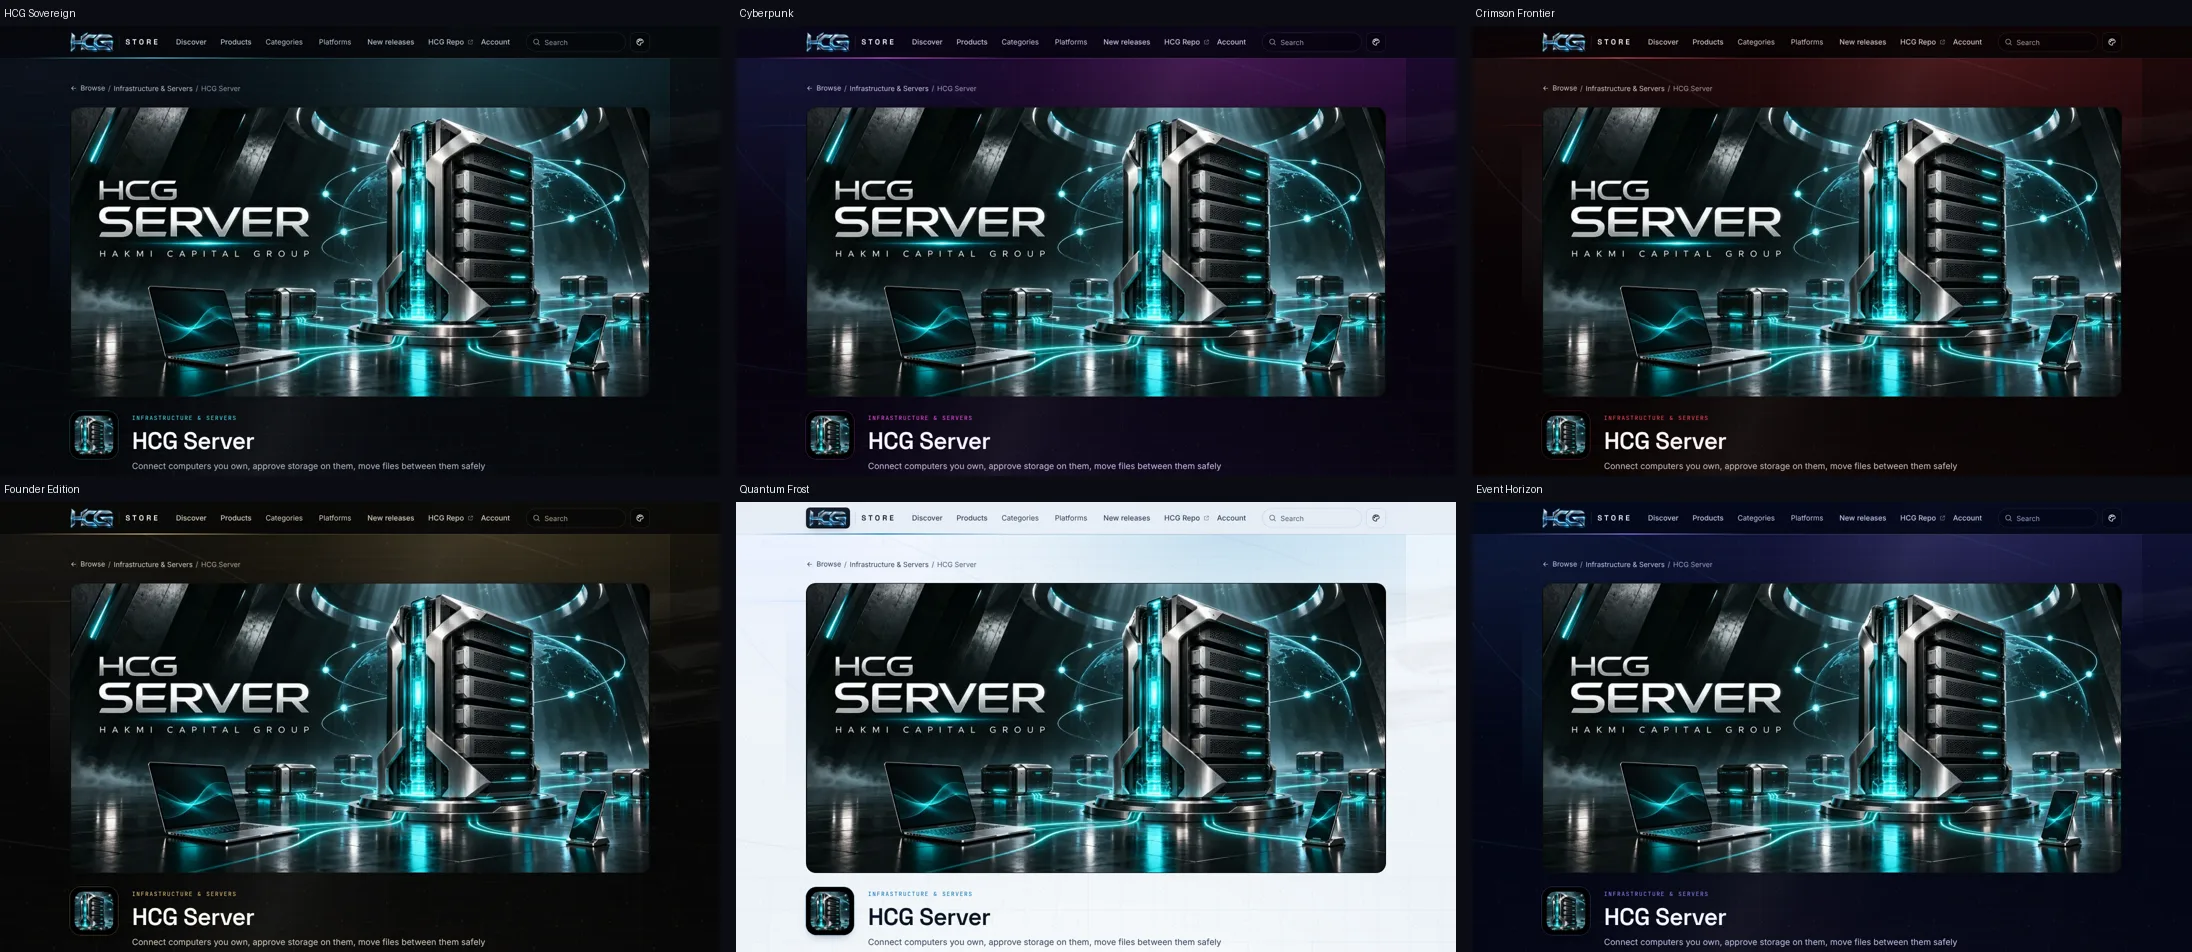 HCG Sovereign
HCG STORE Discover Products Categories Platforms New releases HCG Repo Account Search
← Browse / Infrastructure & Servers / HCG Server
HCG
SERVER
HAKMI CAPITAL GROUP
INFRASTRUCTURE & SERVERS
HCG Server
Connect computers you own, approve storage on them, move files between them safely
Cyberpunk
HCG STORE Discover Products Categories Platforms New releases HCG Repo Account Search
← Browse / Infrastructure & Servers / HCG Server
HCG
SERVER
HAKMI CAPITAL GROUP
INFRASTRUCTURE & SERVERS
HCG Server
Connect computers you own, approve storage on them, move files between them safely
Crimson Frontier
HCG STORE Discover Products Categories Platforms New releases HCG Repo Account Search
← Browse / Infrastructure & Servers / HCG Server
HCG
SERVER
HAKMI CAPITAL GROUP
INFRASTRUCTURE & SERVERS
HCG Server
Connect computers you own, approve storage on them, move files between them safely
Founder Edition
HCG STORE Discover Products Categories Platforms New releases HCG Repo Account Search
← Browse / Infrastructure & Servers / HCG Server
HCG
SERVER
HAKMI CAPITAL GROUP
INFRASTRUCTURE & SERVERS
HCG Server
Connect computers you own, approve storage on them, move files between them safely
Quantum Frost
HCG STORE Discover Products Categories Platforms New releases HCG Repo Account Search
← Browse / Infrastructure & Servers / HCG Server
HCG
SERVER
HAKMI CAPITAL GROUP
INFRASTRUCTURE & SERVERS
HCG Server
Connect computers you own, approve storage on them, move files between them safely
Event Horizon
HCG STORE Discover Products Categories Platforms New releases HCG Repo Account Search
← Browse / Infrastructure & Servers / HCG Server
HCG
SERVER
HAKMI CAPITAL GROUP
INFRASTRUCTURE & SERVERS
HCG Server
Connect computers you own, approve storage on them, move files between them safely